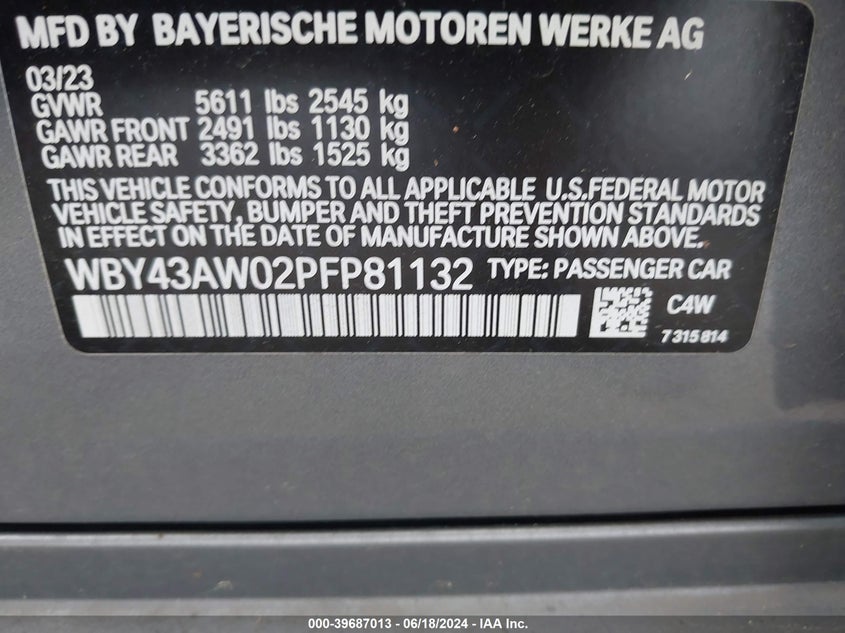 MFD BY BAYERISCHE MOTOREN WERKE AG
03/23
GVWR 5611 lbs 2545 kg
GAWR FRONT 2491 lbs 1130 kg
GAWR REAR 3362 lbs 1525 kg
THIS VEHICLE CONFORMS TO ALL APPLICABLE U.S.FEDERAL MOTOR
VEHICLE SAFETY, BUMPER AND THEFT PREVENTION STANDARDS
IN EFFECT ON THE DATE OF MANUFACTURE SHOWN ABOVE.
WBY43AW02PFP81132 TYPE: PASSENGER CAR
C4W
7315814
000-39687013 - 06/18/2024 - IAA Inc.